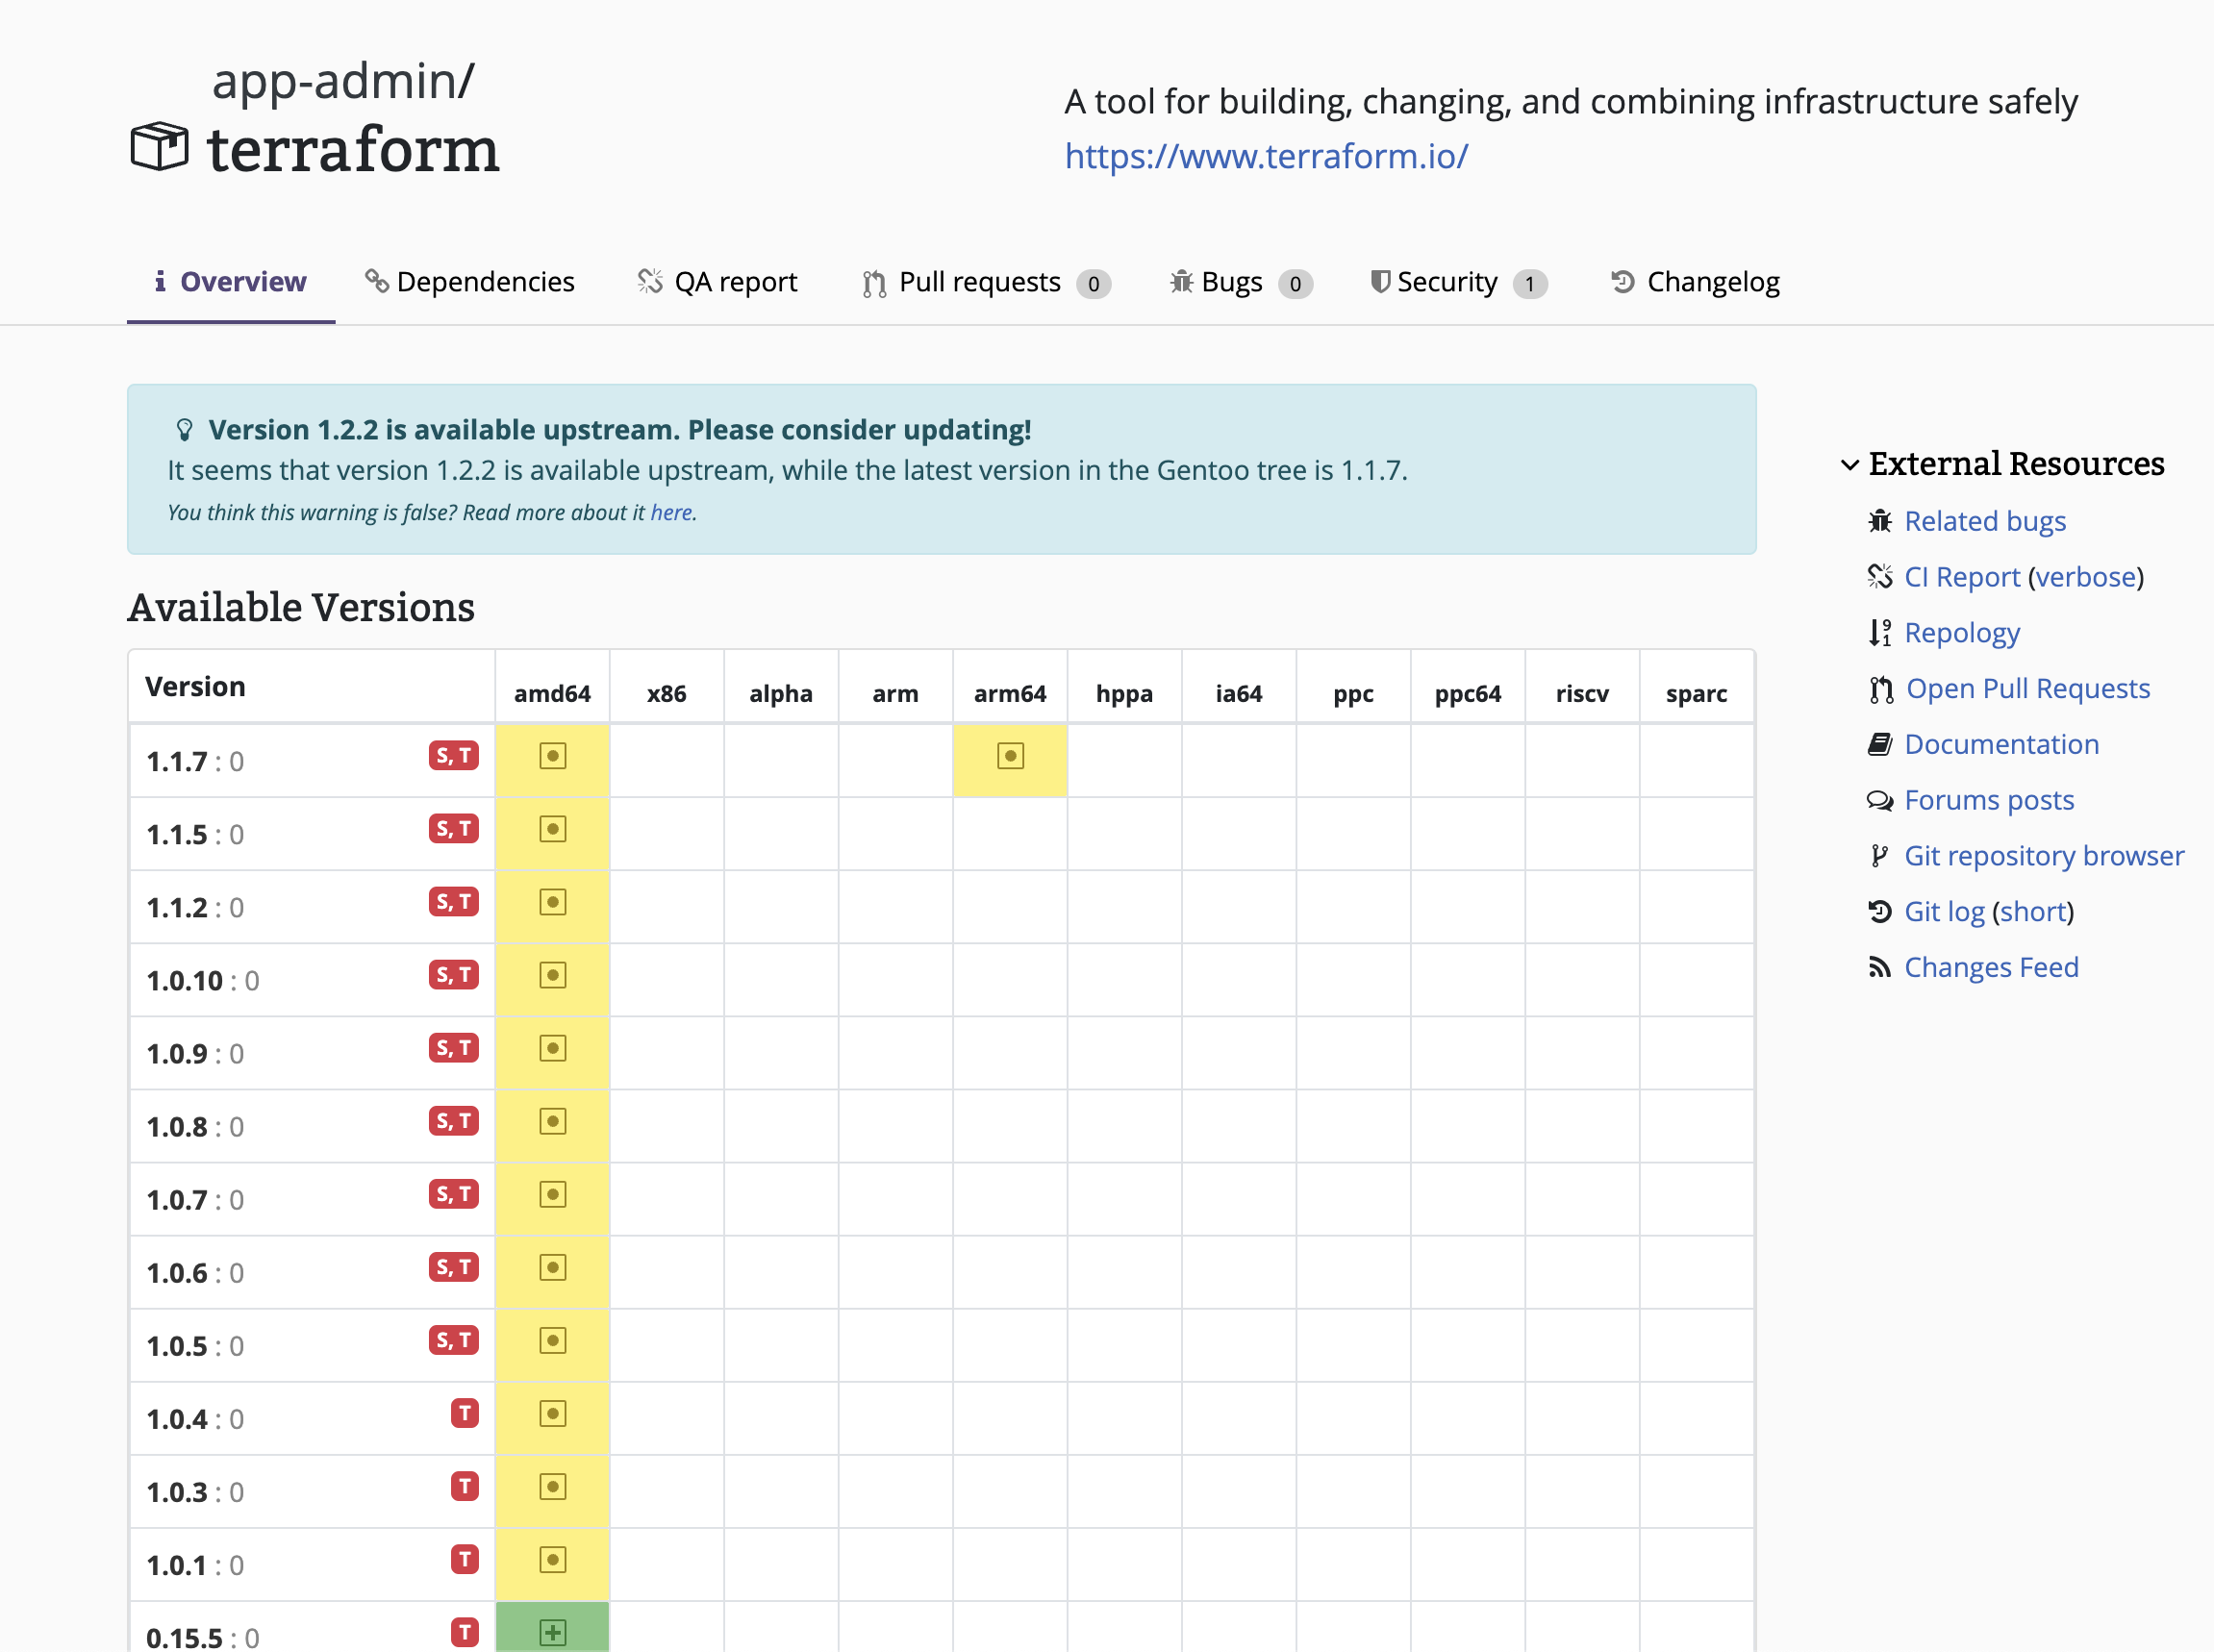 app-admin/
terraform
A tool for building, changing, and combining infrastructure safely
https://www.terraform.io/
Overview Dependencies QA report Pull requests 0 Bugs 0 Security 1 Changelog
Version 1.2.2 is available upstream. Please consider updating!
It seems that version 1.2.2 is available upstream, while the latest version in the Gentoo tree is 1.1.7.
You think this warning is false? Read more about it here.
Available Versions
Version amd64 x86 alpha arm arm64 hppa ia64 ppc ppc64 riscv sparc
1.1.7 : 0 S, T
1.1.5 : 0 S, T
1.1.2 : 0 S, T
1.0.10 : 0 S, T
1.0.9 : 0 S, T
1.0.8 : 0 S, T
1.0.7 : 0 S, T
1.0.6 : 0 S, T
1.0.5 : 0 S, T
1.0.4 : 0 T
1.0.3 : 0 T
1.0.1 : 0 T
0.15.5 : 0 T
External Resources
Related bugs
CI Report (verbose)
Repology
Open Pull Requests
Documentation
Forums posts
Git repository browser
Git log (short)
Changes Feed